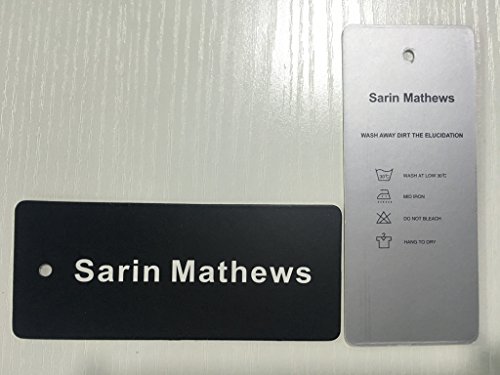 Sarin Mathews
Sarin Mathews
WASH AWAY DIRT THE ELUCIDATION
30℃
WASH AT LOW 30℃
MID IRON
DO NOT BLEACH
HANG TO DRY